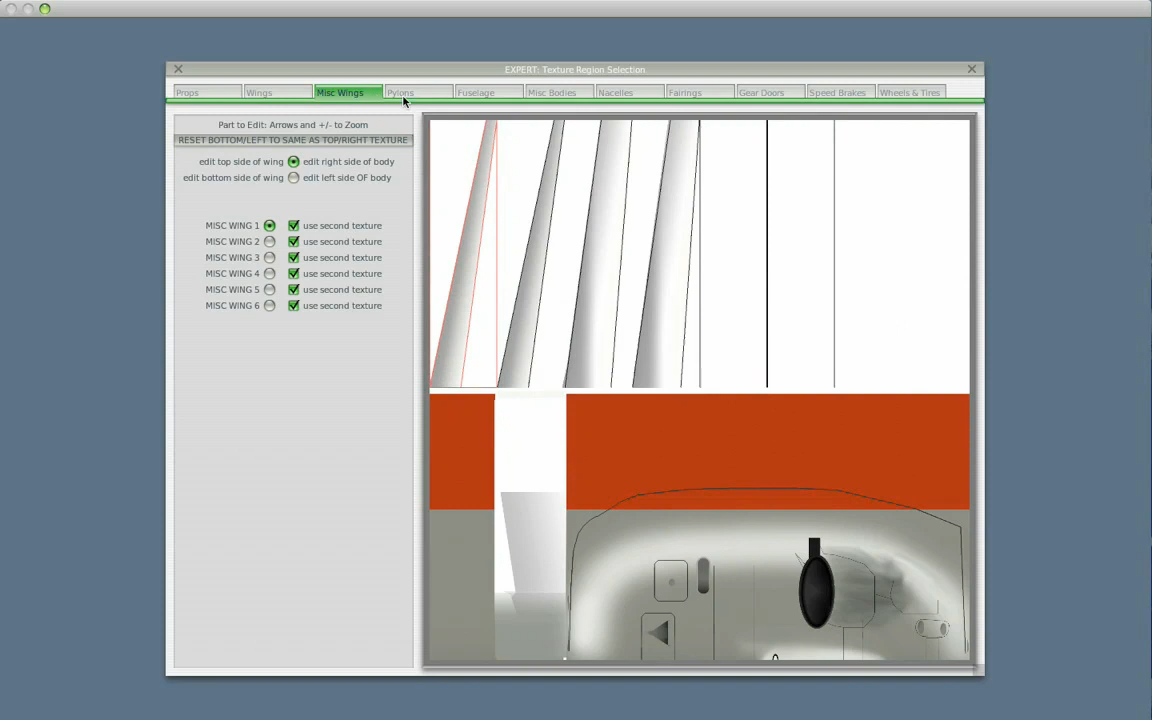 EXPERT: Texture Region Selection
Props Wings Misc Wings Pylons Fuselage Misc Bodies Nacelles Fairings Gear Doors Speed Brakes Wheels & Tires
Part to Edit: Arrows and +/- to Zoom
RESET BOTTOM/LEFT TO SAME AS TOP/RIGHT TEXTURE
edit top side of wing edit right side of body
edit bottom side of wing edit left side OF body
MISC WING 1 use second texture
MISC WING 2 use second texture
MISC WING 3 use second texture
MISC WING 4 use second texture
MISC WING 5 use second texture
MISC WING 6 use second texture